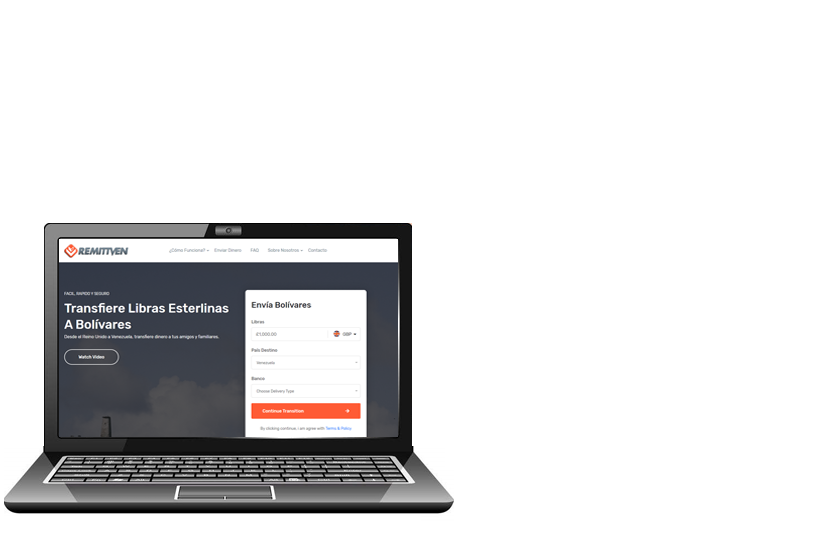 REMITTVEN
¿Cómo Funciona? Enviar Dinero FAQ Sobre Nosotros Contacto
FACIL, RAPIDO Y SEGURO
Transfiere Libras Esterlinas
A Bolívares
Desde el Reino Unido a Venezuela, transfiere dinero a tus amigos y familiares.
Watch Video
Envía Bolívares
Libras
£1,000.00 GBP
País Destino
Venezuela
Banco
Choose Delivery Type
Continue Transition
By clicking continue, I am agree with Terms & Policy